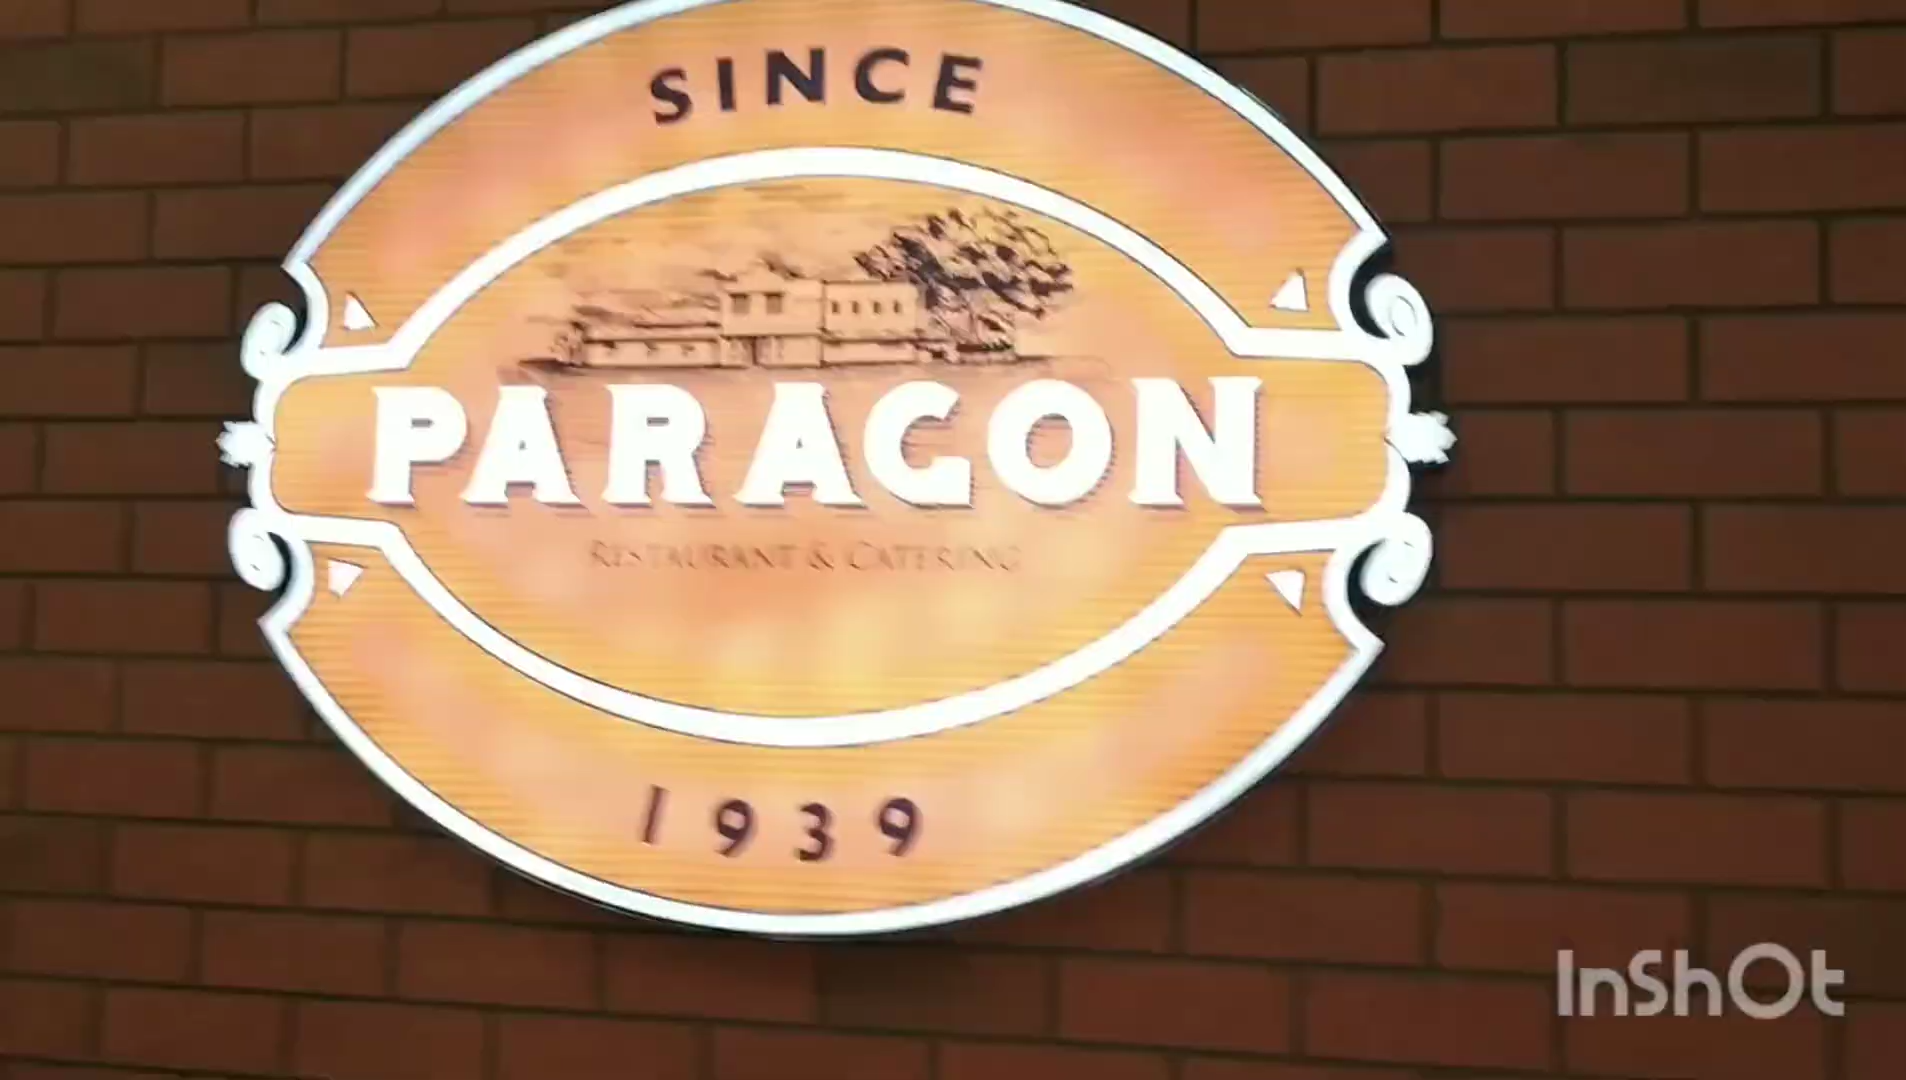 SINCE
PARAGON
RESTAURANT & CATERING
1939
InShOt